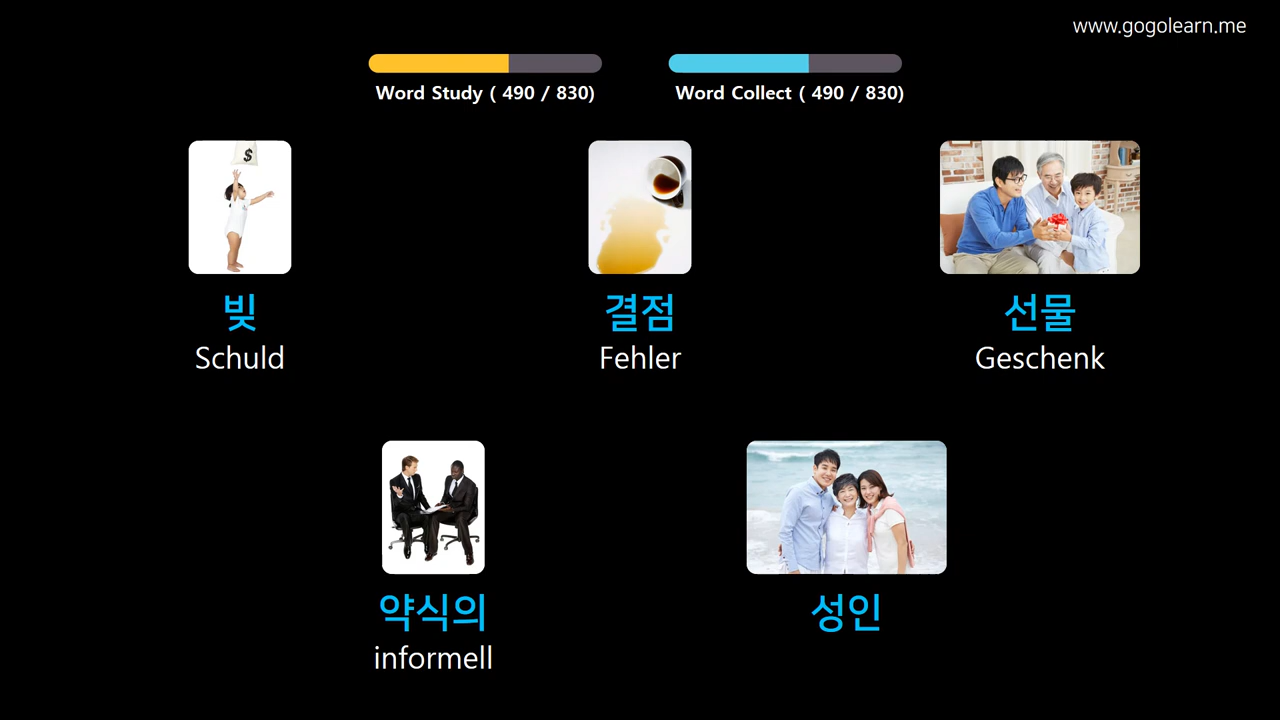 www.gogolearn.me
Word Study ( 490 / 830)
Word Collect ( 490 / 830)
$
빚
Schuld
결점
Fehler
선물
Geschenk
약식의
informell
성인